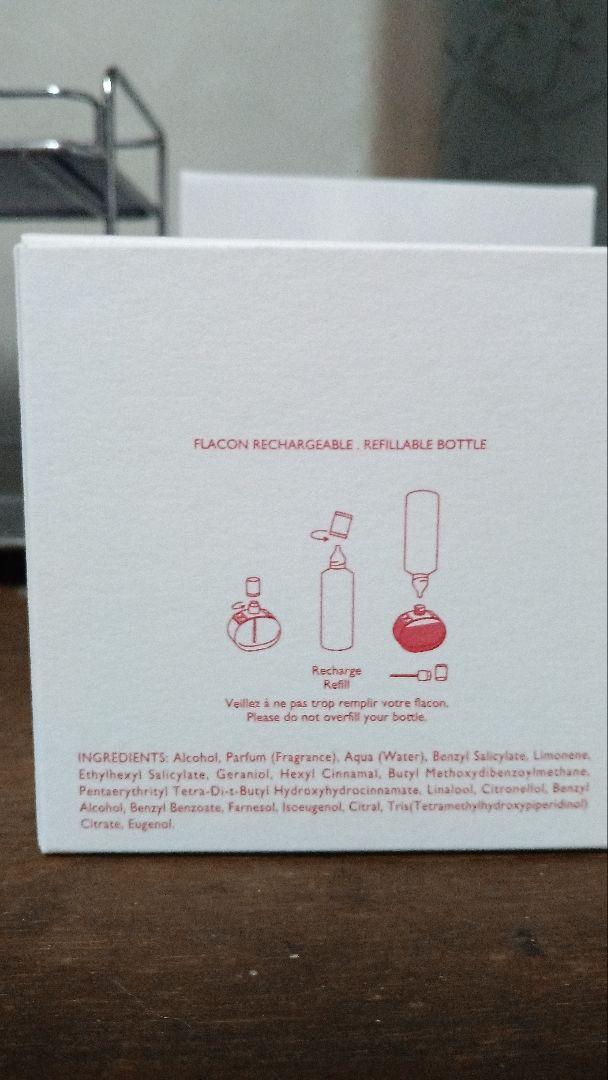 FLACON RECHARGEABLE . REFILLABLE BOTTLE
Recharge
Refill
Veillez à ne pas trop remplir votre flacon.
Please do not overfill your bottle.
INGREDIENTS: Alcohol, Parfum (Fragrance), Aqua (Water), Benzyl Salicylate, Limonene,
Ethylhexyl Salicylate, Geraniol, Hexyl Cinnamal, Butyl Methoxydibenzoylmethane,
Pentaerythrityl Tetra-Di-t-Butyl Hydroxyhydrocinnamate, Linalool, Citronellol, Benzyl
Alcohol, Benzyl Benzoate, Farnesol, Isoeugenol, Citral, Tris(Tetramethylhydroxypiperidinol)
Citrate, Eugenol.